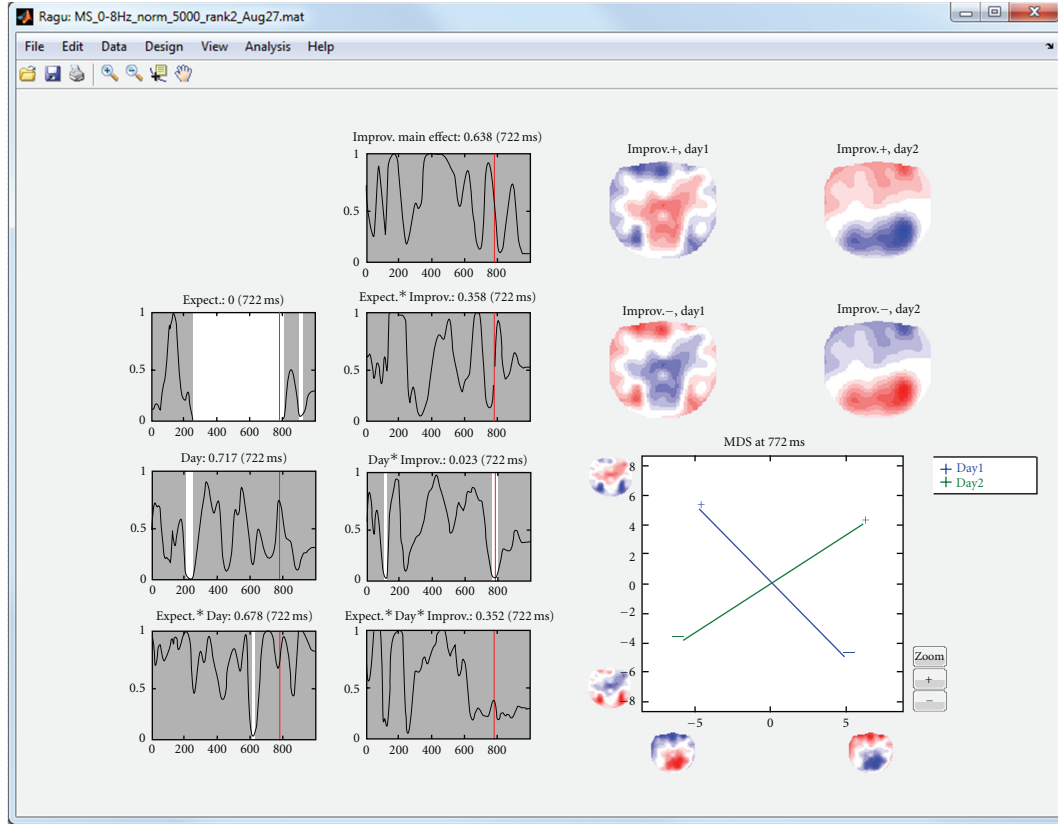 Ragu: MS_0-8Hz_norm_5000_rank2_Aug27.mat
File Edit Data Design View Analysis Help
Improv. main effect: 0.638 (722 ms)
1
0.5
0
0 200 400 600 800
Improv.+, day1
Improv.+, day2
Expect.: 0 (722 ms)
1
0.5
0
0 200 400 600 800
Expect.* Improv.: 0.358 (722 ms)
1
0.5
0
0 200 400 600 800
Improv.−, day1
Improv.−, day2
Day: 0.717 (722 ms)
1
0.5
0
0 200 400 600 800
Day* Improv.: 0.023 (722 ms)
1
0.5
0
0 200 400 600 800
Expect.* Day: 0.678 (722 ms)
1
0.5
0
0 200 400 600 800
Expect.* Day* Improv.: 0.352 (722 ms)
1
0.5
0
0 200 400 600 800
MDS at 772 ms
8
6
4
2
0
−2
−4
−6
−8
−5 0 5
+ Day1
+ Day2
Zoom
+
−